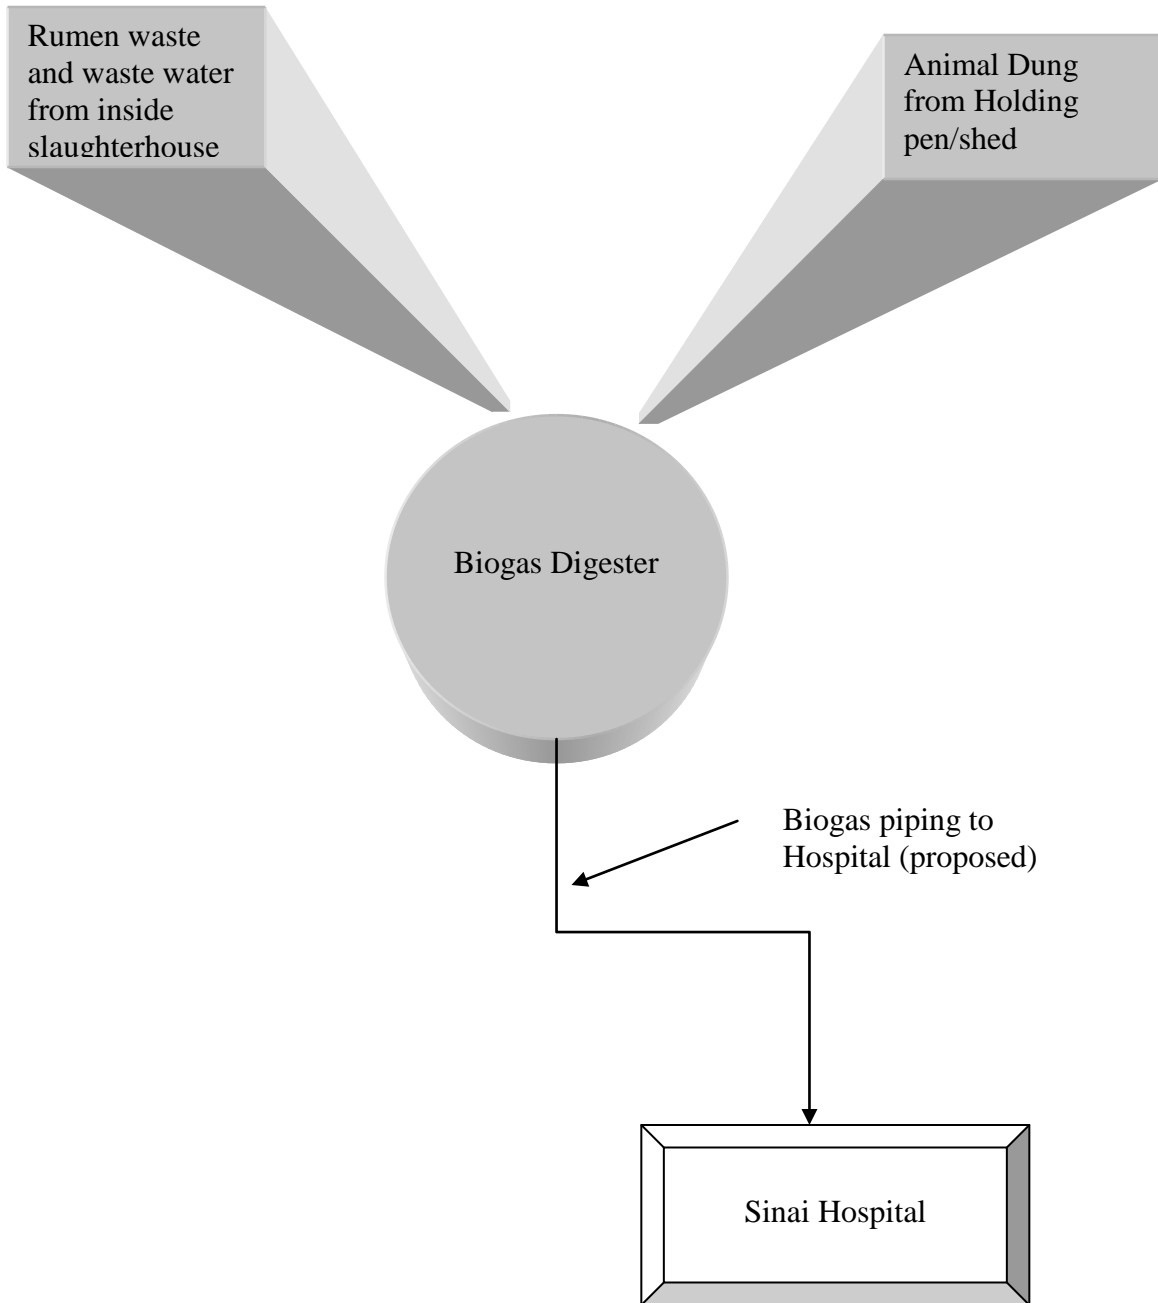 Rumen waste
and waste water
from inside
slaughterhouse
Animal Dung
from Holding
pen/shed
Biogas Digester
Biogas piping to
Hospital (proposed)
Sinai Hospital